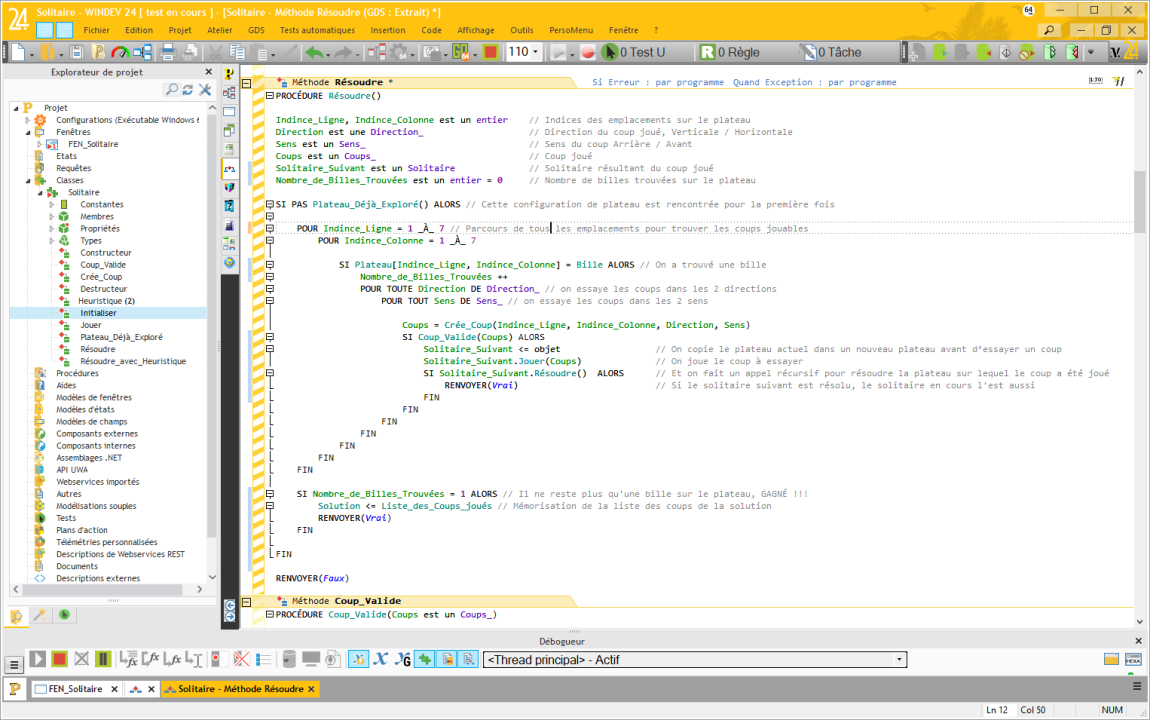 24 Solitaire - WINDEV 24 [ test en cours ] - [Solitaire - Méthode Résoudre (GDS : Extrait) *] 64
Fichier Edition Projet Atelier GDS Tests automatiques Insertion Code Affichage Outils PersoMenu Fenêtre ?
110 0 Test U 0 Règle 0 Tâche
Explorateur de projet
Projet
Configurations (Exécutable Windows 6
Fenêtres
FEN_Solitaire
Etats
Requêtes
Classes
Solitaire
Constantes
Membres
Propriétés
Types
Constructeur
Coup_Valide
Crée_Coup
Destructeur
Heuristique (2)
Initialiser
Jouer
Plateau_Déjà_Exploré
Résoudre
Résoudre_avec_Heuristique
Procédures
Aides
Modèles de fenêtres
Modèles d'états
Modèles de champs
Composants externes
Composants internes
Assemblages .NET
API UWA
Webservices importés
Autres
Modélisations souples
Tests
Plans d'action
Télémétries personnalisées
Descriptions de Webservices REST
Documents
Descriptions externes
Méthode Résoudre * Si Erreur : par programme Quand Exception : par programme
PROCÉDURE Résoudre()
Indince_Ligne, Indince_Colonne est un entier // Indices des emplacements sur le plateau
Direction est une Direction_ // Direction du coup joué, Verticale / Horizontale
Sens est un Sens_ // Sens du coup Arrière / Avant
Coups est un Coups_ // Coup joué
Solitaire_Suivant est un Solitaire // Solitaire résultant du coup joué
Nombre_de_Billes_Trouvées est un entier = 0 // Nombre de billes trouvées sur le plateau
SI PAS Plateau_Déjà_Exploré() ALORS // Cette configuration de plateau est rencontrée pour la première fois
POUR Indince_Ligne = 1 _À_ 7 // Parcours de tous les emplacements pour trouver les coups jouables
POUR Indince_Colonne = 1 _À_ 7
SI Plateau[Indince_Ligne, Indince_Colonne] = Bille ALORS // On a trouvé une bille
Nombre_de_Billes_Trouvées ++
POUR TOUTE Direction DE Direction_ // on essaye les coups dans les 2 directions
POUR TOUT Sens DE Sens_ // on essaye les coups dans les 2 sens
Coups = Crée_Coup(Indince_Ligne, Indince_Colonne, Direction, Sens)
SI Coup_Valide(Coups) ALORS
Solitaire_Suivant <= objet // On copie le plateau actuel dans un nouveau plateau avant d'essayer un coup
Solitaire_Suivant.Jouer(Coups) // On joue le coup à essayer
SI Solitaire_Suivant.Résoudre() ALORS // Et on fait un appel récursif pour résoudre la plateau sur lequel le coup a été joué
RENVOYER(Vrai) // Si le solitaire suivant est résolu, le solitaire en cours l'est aussi
FIN
FIN
FIN
FIN
FIN
FIN
FIN
SI Nombre_de_Billes_Trouvées = 1 ALORS // Il ne reste plus qu'une bille sur le plateau, GAGNÉ !!!
Solution <= Liste_des_Coups_joués // Mémorisation de la liste des coups de la solution
RENVOYER(Vrai)
FIN
FIN
RENVOYER(Faux)
Méthode Coup_Valide
PROCÉDURE Coup_Valide(Coups est un Coups_)
Débogueur
<Thread principal> - Actif HEXA
FEN_Solitaire Solitaire - Méthode Résoudre
Ln 12 Col 50 NUM